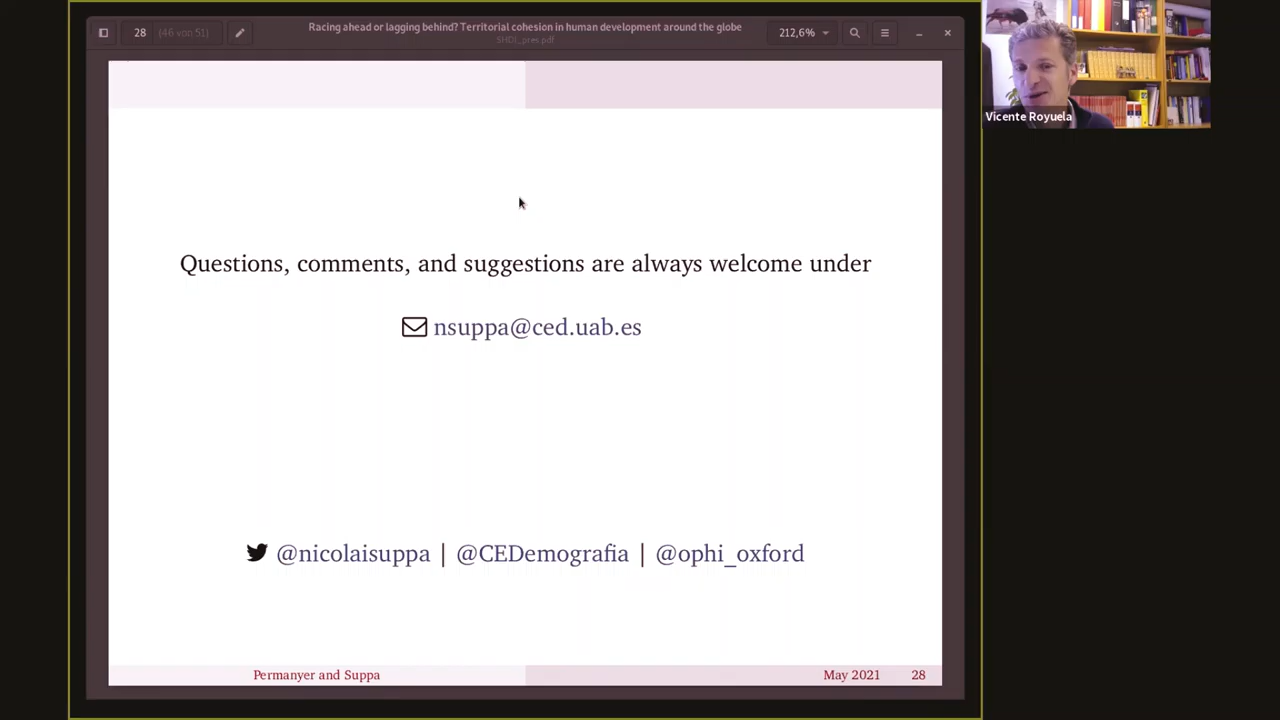 28 (46 von 51)
Racing ahead or lagging behind? Territorial cohesion in human development around the globe
SHDI_pres.pdf
212,6%
Vicente Royuela
Questions, comments, and suggestions are always welcome under
nsuppa@ced.uab.es
@nicolaisuppa | @CEDemografia | @ophi_oxford
Permanyer and Suppa May 2021 28